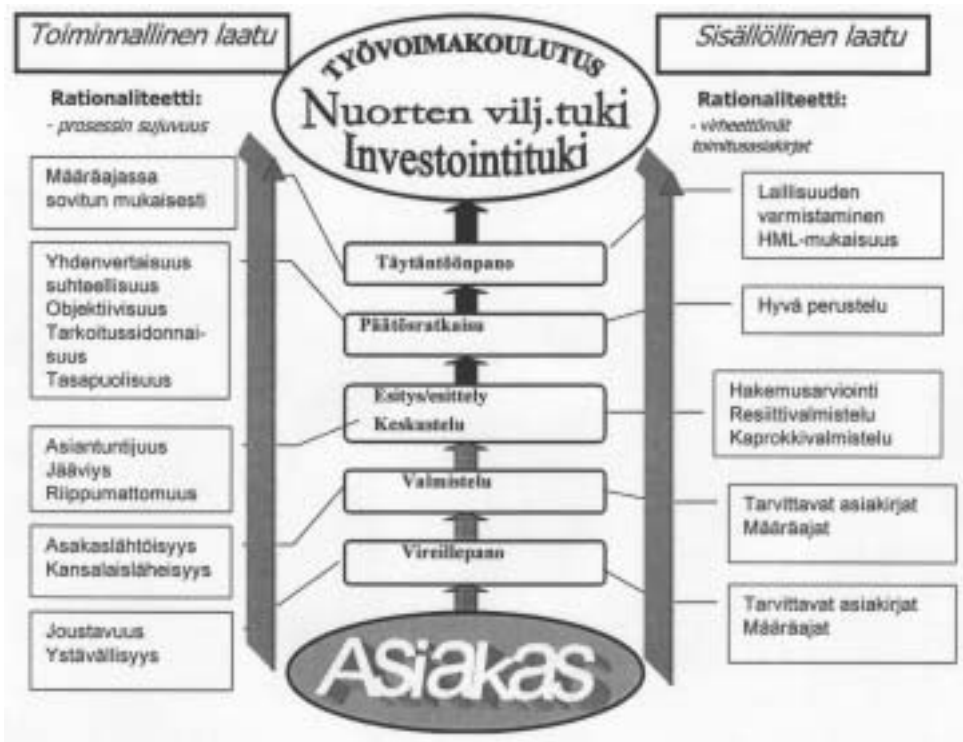 Toiminnallinen laatu
Rationaliteetti:
- prosessin sujuvuus
Määräajassa
sovitun mukaisesti
Yhdenvertaisuus
suhteellisuus
Objektiivisuus
Tarkoitussidonnai-
suus
Tasapuolisuus
Asiantuntijuus
Jääviys
Riippumattomuus
Asakaslähtöisyys
Kansalaisläheisyys
Joustavuus
Ystävällisyys
TYÖVOIMAKOULUTUS
Nuorten vilj.tuki
Investointituki
Täytäntöönpano
Päätösratkaisu
Esitys/esittely
Keskustelu
Valmistelu
Vireillepano
Asiakas
Sisällöllinen laatu
Rationaliteetti:
- virheettömät
toimitusasiakirjat
Laillisuuden
varmistaminen
HML-mukaisuus
Hyvä perustelu
Hakemusarviointi
Resiittivalmistelu
Kaprokkivalmistelu
Tarvittavat asiakirjat
Määräajat
Tarvittavat asiakirjat
Määräajat